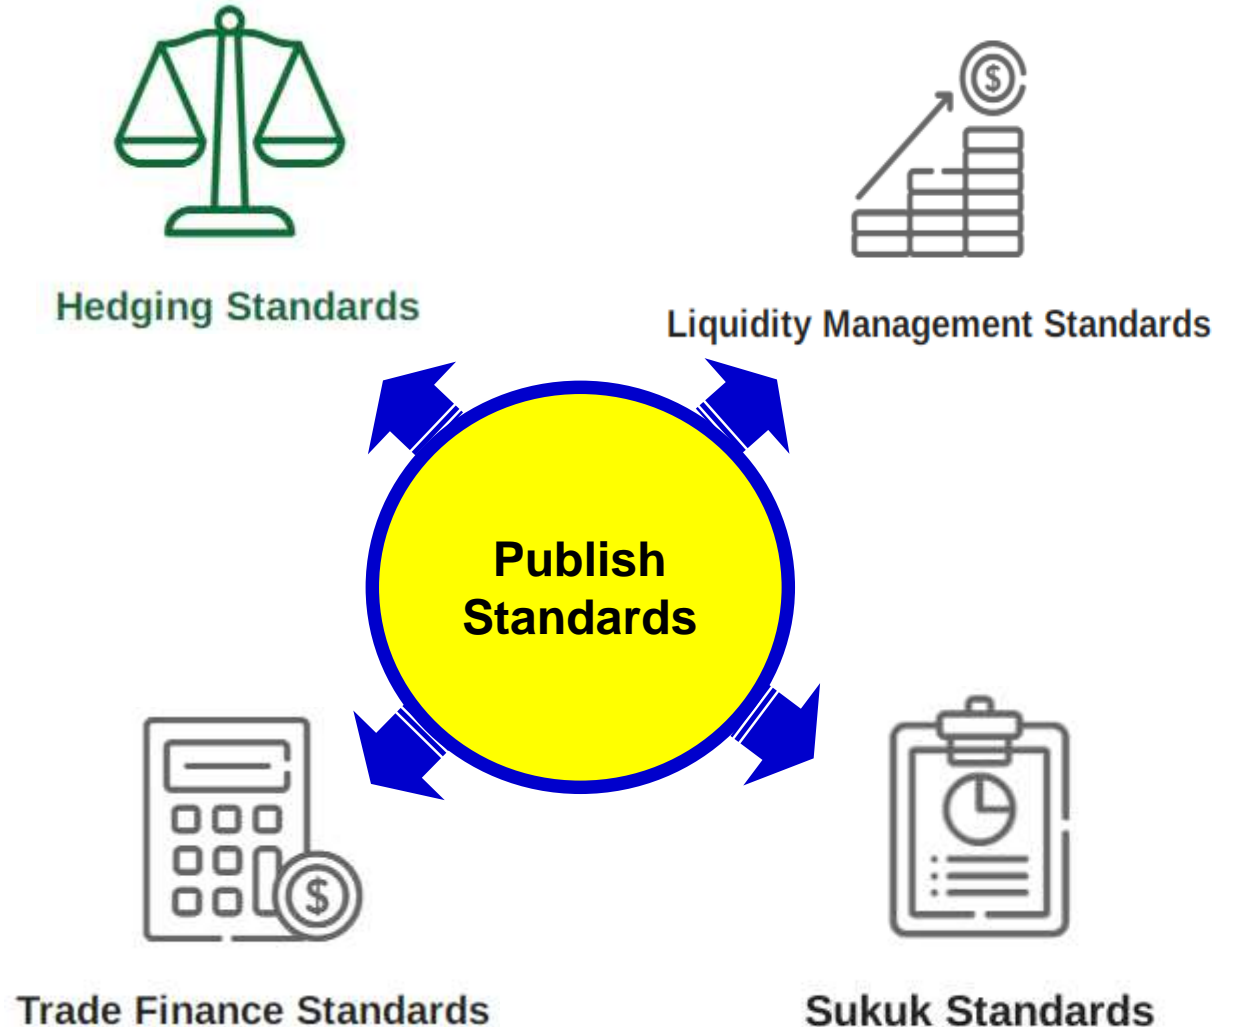 $
Hedging Standards
Liquidity Management Standards
Publish
Standards
$
Trade Finance Standards
Sukuk Standards